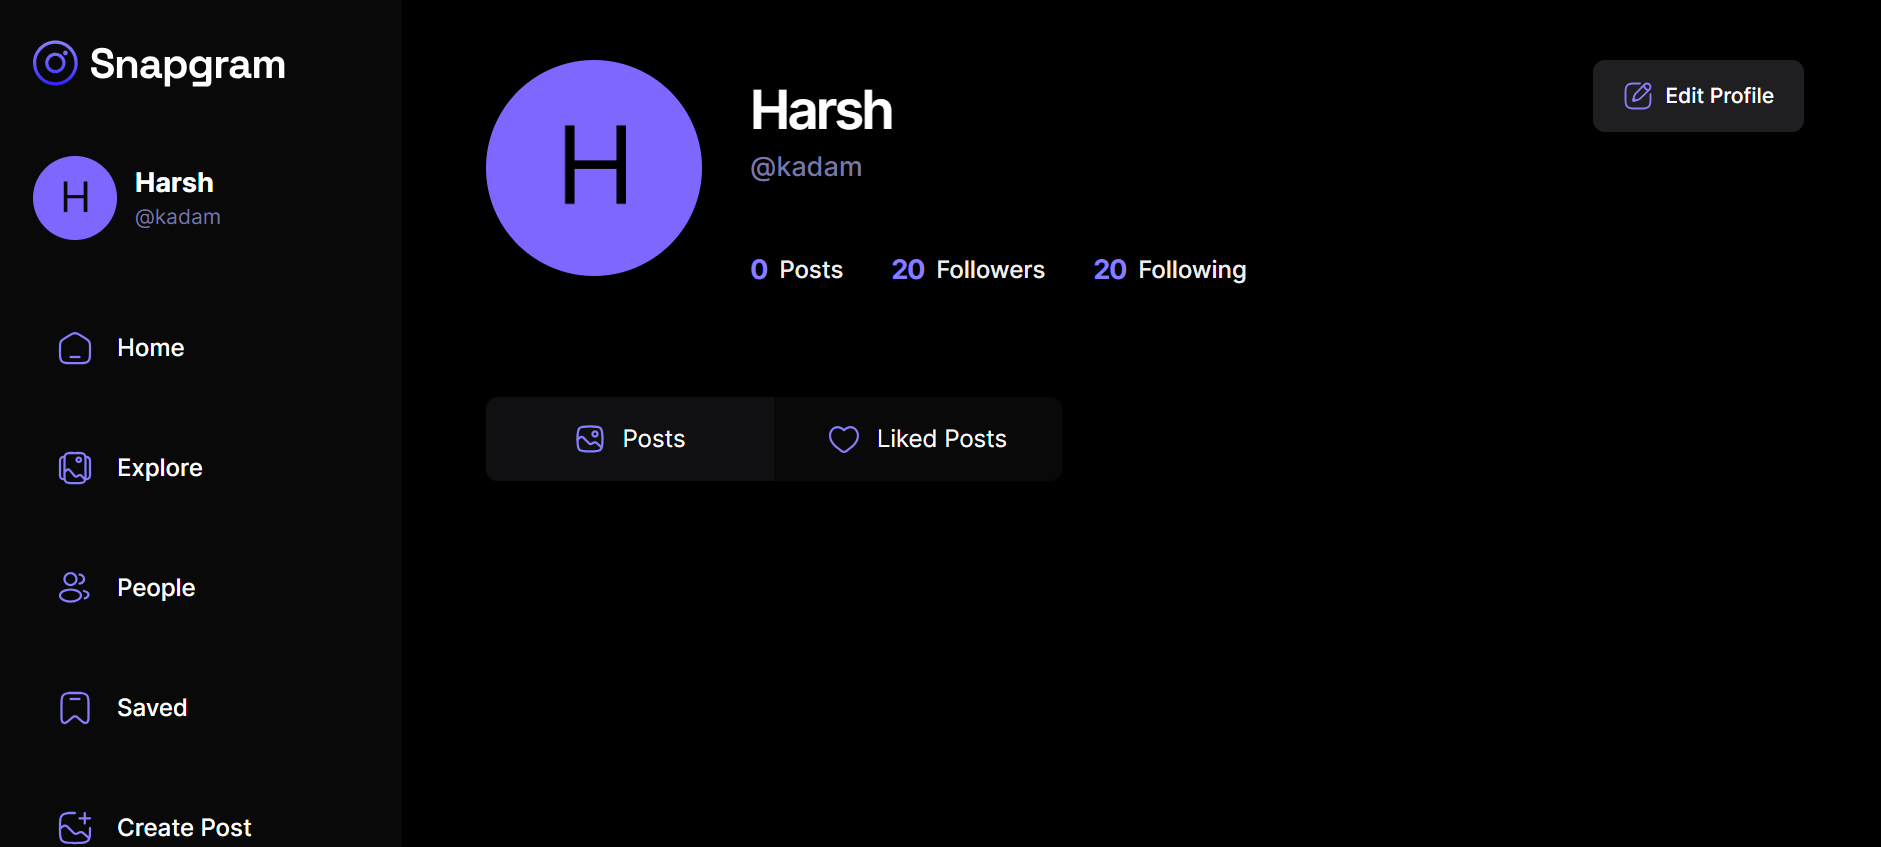 Snapgram
H
Harsh
@kadam
Home
Explore
People
Saved
Create Post
H
Harsh
@kadam
0 Posts 20 Followers 20 Following
Edit Profile
Posts
Liked Posts